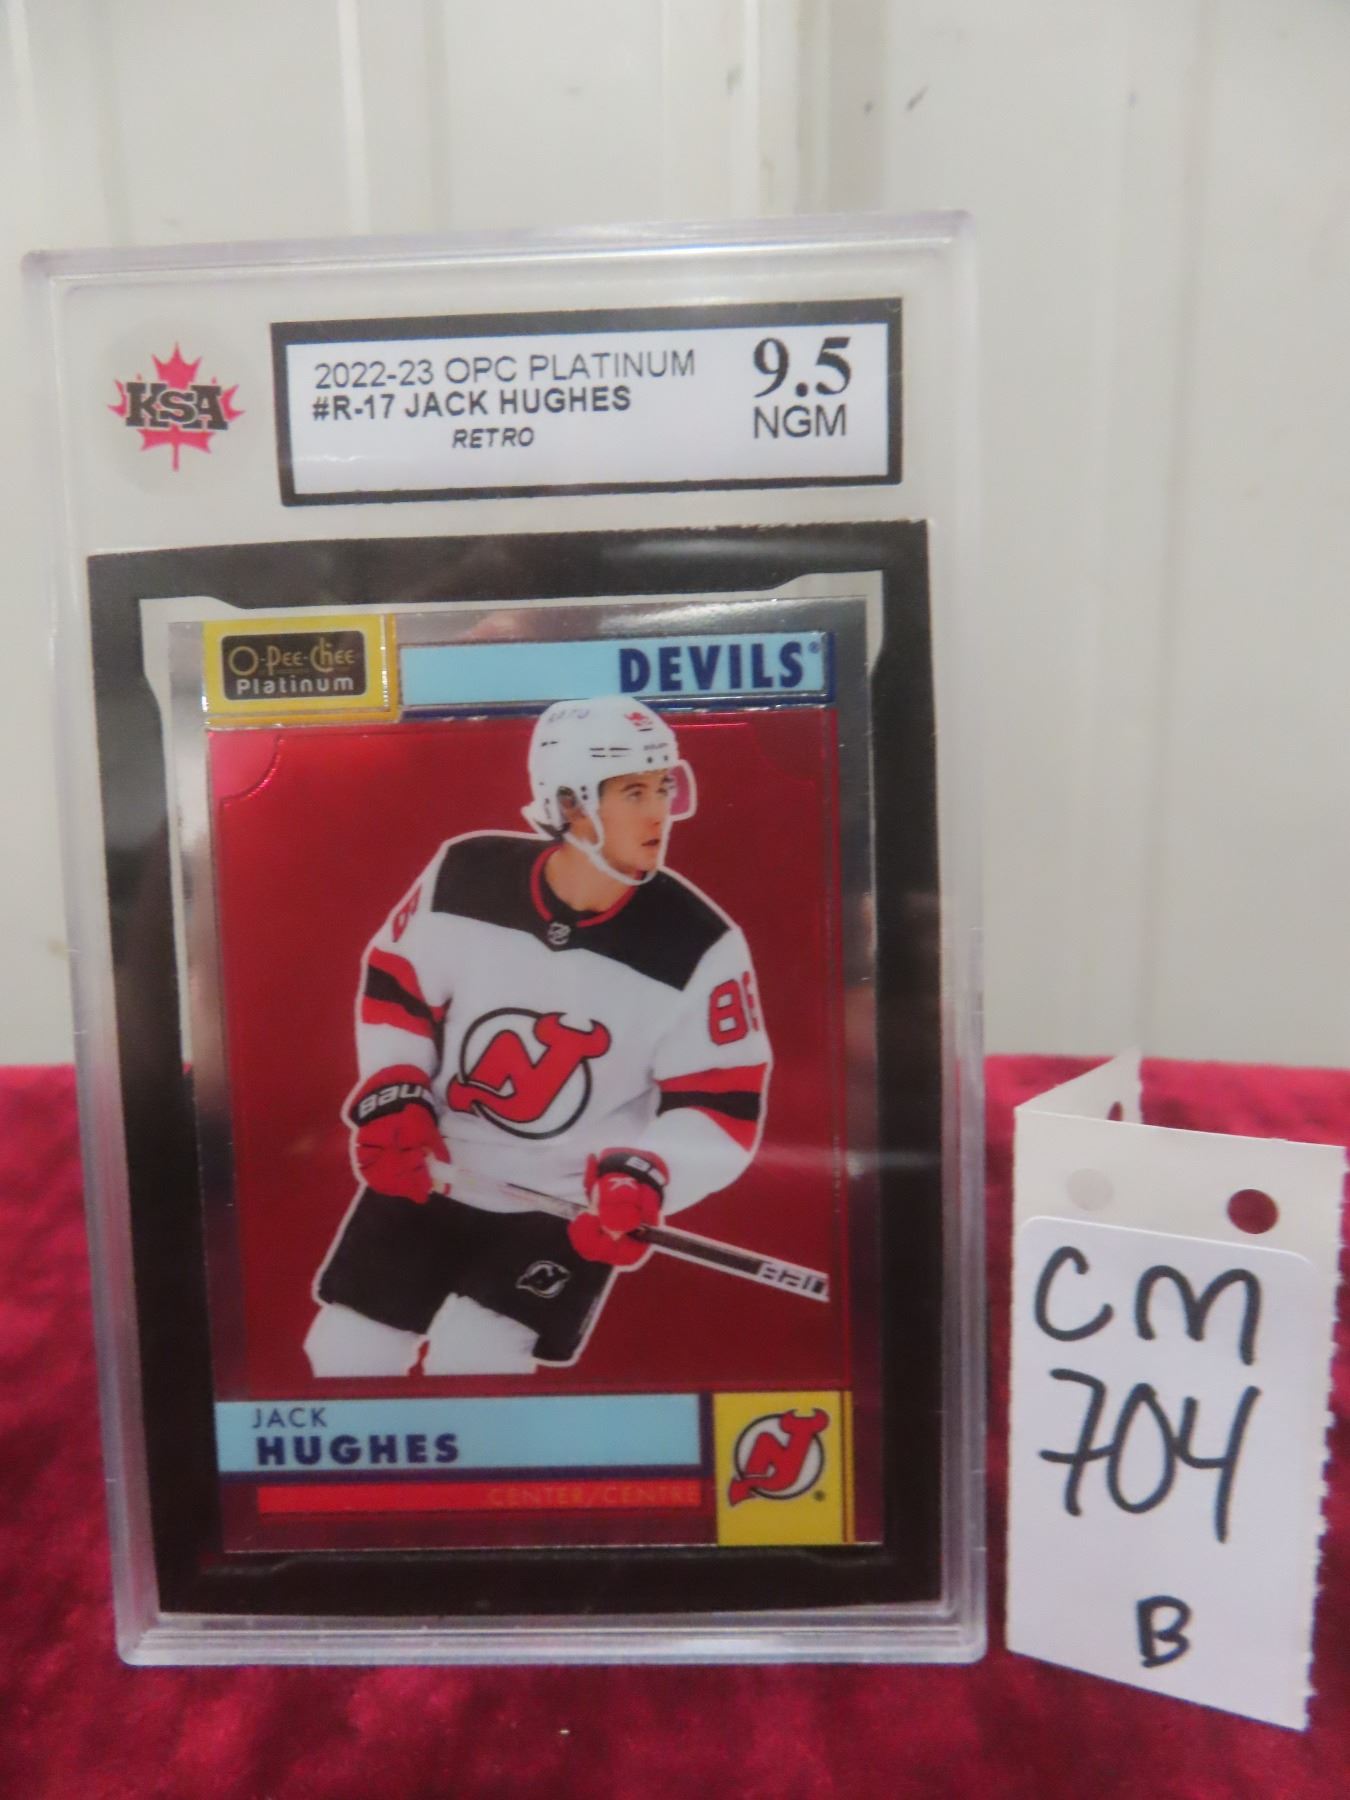 KSA
2022-23 OPC PLATINUM
#R-17 JACK HUGHES
RETRO
9.5
NGM
O-Pee-Chee
Platinum
DEVILS®
BAUER
JACK
HUGHES
CENTER/CENTRE
CM
704
B